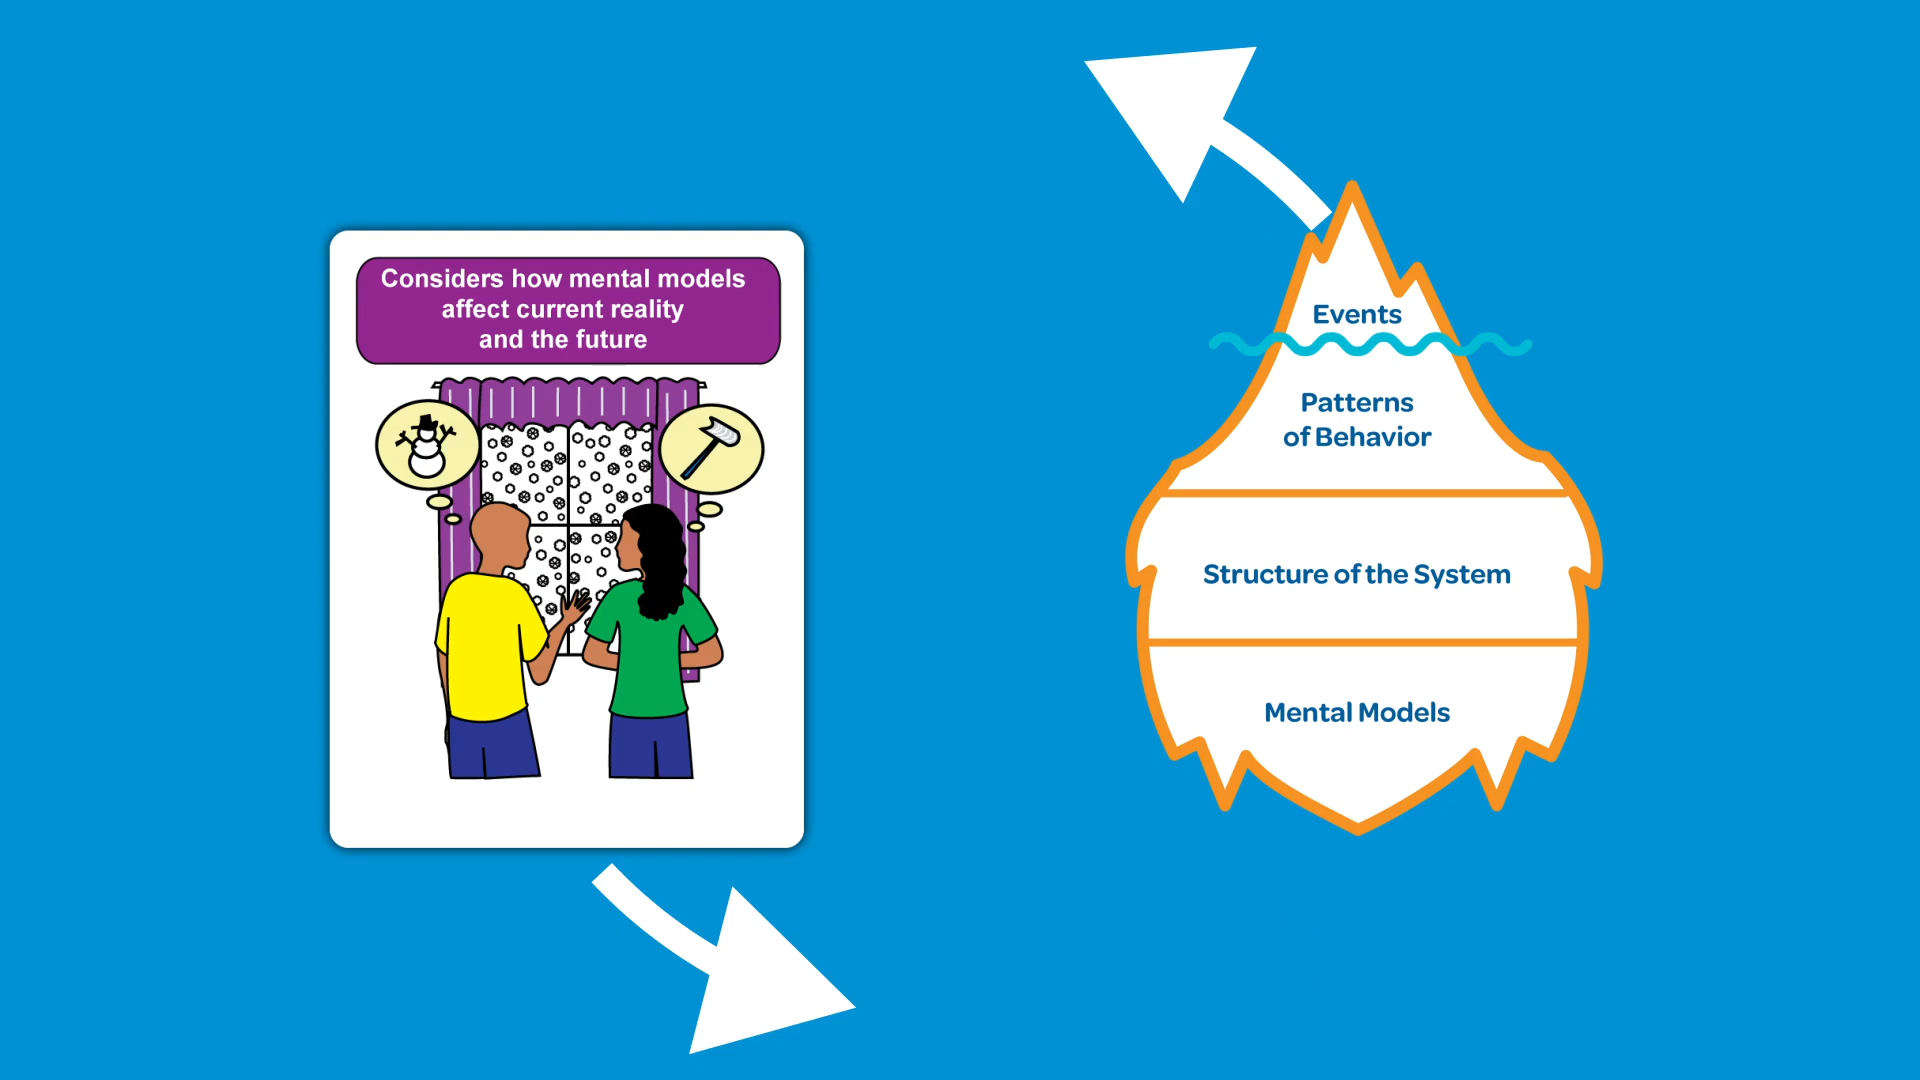 Considers how mental models
affect current reality
and the future
Events
Patterns
of Behavior
Structure of the System
Mental Models